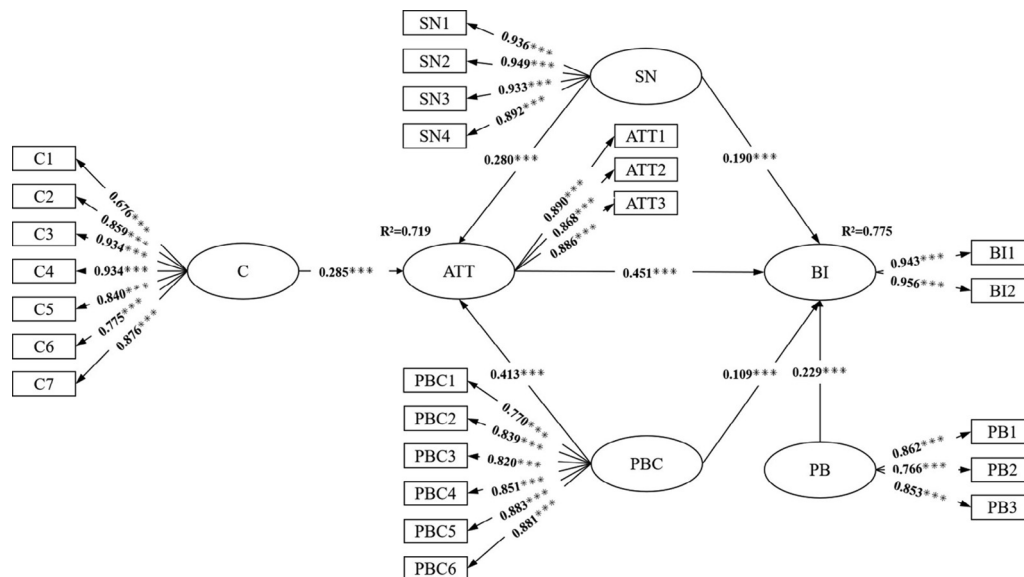 SN1
SN2
SN3
SN4
0.936***
0.949***
0.933***
0.892***
SN
ATT1
ATT2
ATT3
0.890***
0.868***
0.886***
0.280***
0.190***
C1
C2
C3
C4
C5
C6
C7
0.676***
0.859***
0.934***
0.934***
0.840***
0.775***
0.876***
C
0.285***
R²=0.719
ATT
0.451***
R²=0.775
BI
0.943***
0.956***
BI1
BI2
0.413***
0.109***
0.229***
PBC1
PBC2
PBC3
PBC4
PBC5
PBC6
0.770***
0.839***
0.820***
0.851***
0.883***
0.881***
PBC
PB
0.862***
0.766***
0.853***
PB1
PB2
PB3